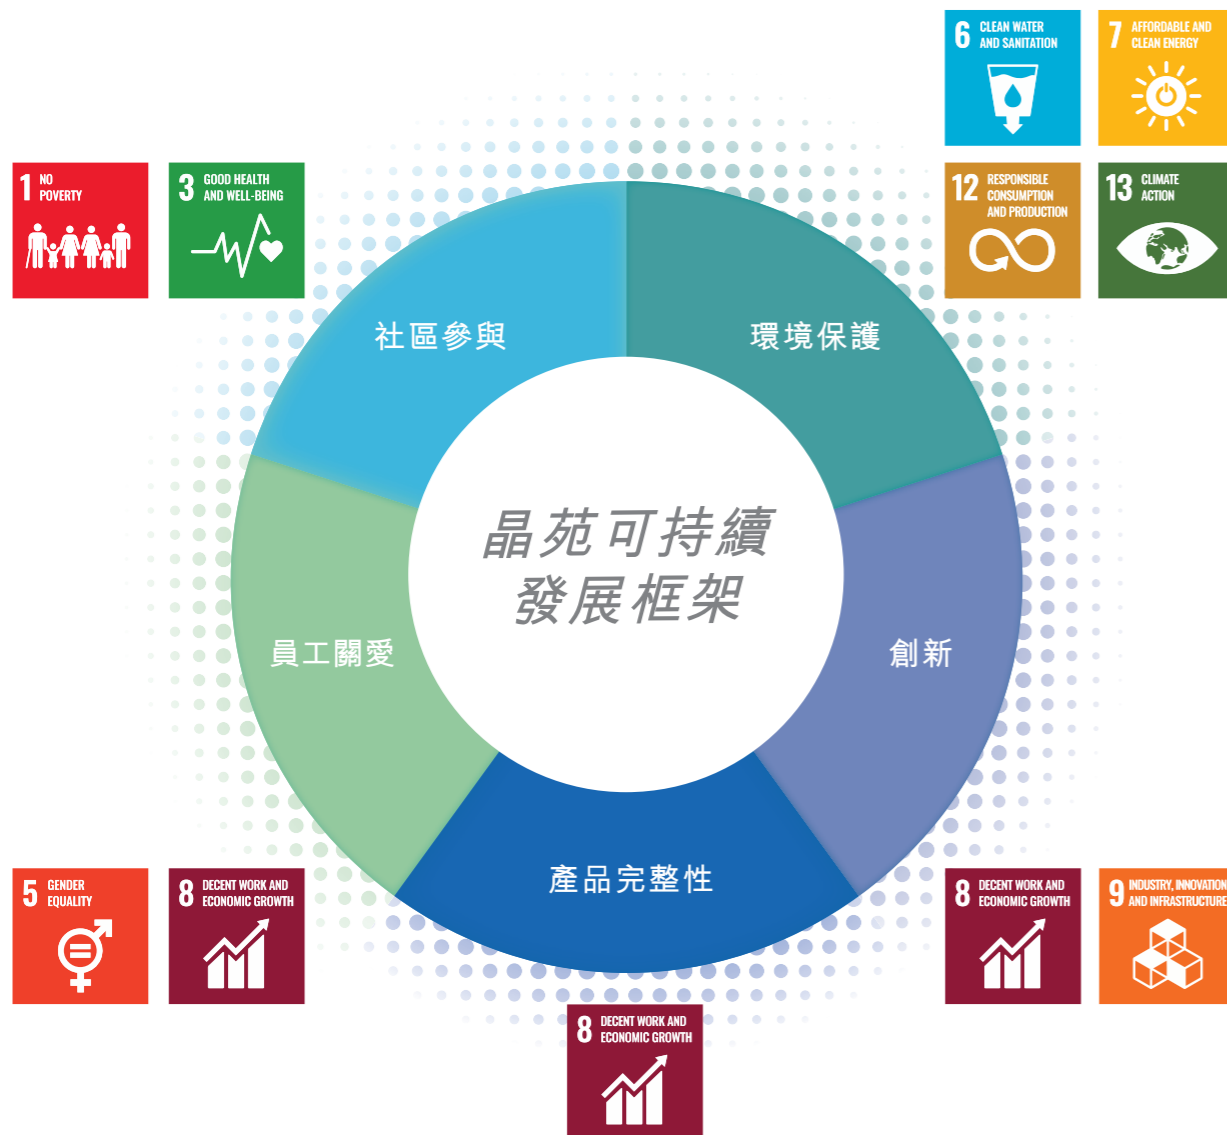 6 CLEAN WATER
AND SANITATION
7 AFFORDABLE AND
CLEAN ENERGY
1 NO
POVERTY
3 GOOD HEALTH
AND WELL-BEING
12 RESPONSIBLE
CONSUMPTION
AND PRODUCTION
13 CLIMATE
ACTION
社區參與
環境保護
晶苑可持續
發展框架
員工關愛
創新
產品完整性
5 GENDER
EQUALITY
8 DECENT WORK AND
ECONOMIC GROWTH
8 DECENT WORK AND
ECONOMIC GROWTH
9 INDUSTRY, INNOVATION
AND INFRASTRUCTURE
8 DECENT WORK AND
ECONOMIC GROWTH